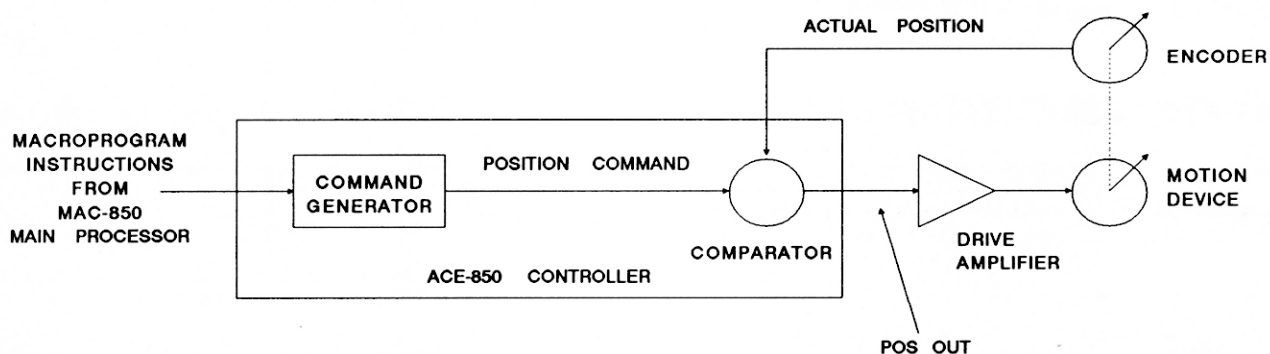 ACTUAL POSITION
ENCODER
MACROPROGRAM
INSTRUCTIONS
FROM
MAC-850
MAIN PROCESSOR
COMMAND
GENERATOR
POSITION COMMAND
COMPARATOR
ACE-850 CONTROLLER
DRIVE
AMPLIFIER
MOTION
DEVICE
POS OUT